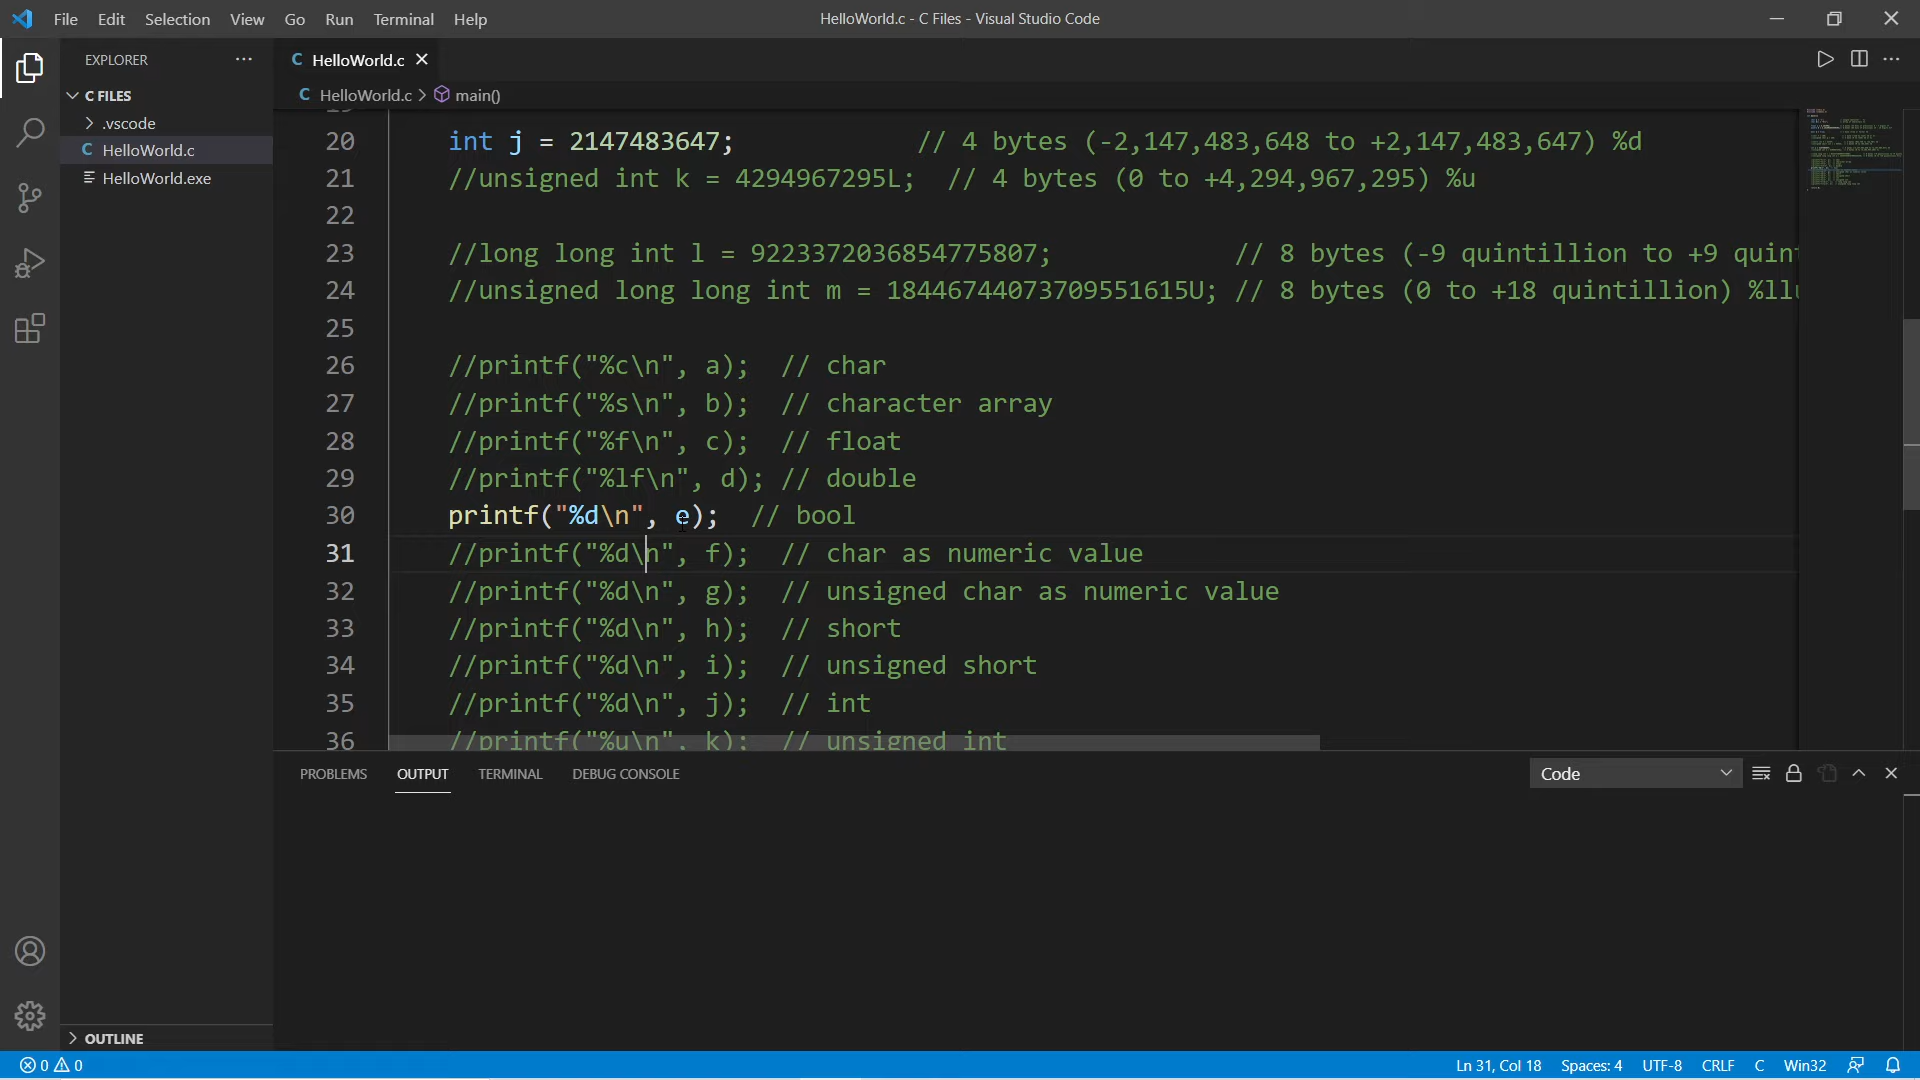 File Edit Selection View Go Run Terminal Help
HelloWorld.c - C Files - Visual Studio Code
EXPLORER
C FILES
.vscode
C HelloWorld.c
HelloWorld.exe
OUTLINE
C HelloWorld.c
C HelloWorld.c > main()
20 int j = 2147483647; // 4 bytes (-2,147,483,648 to +2,147,483,647) %d
21 //unsigned int k = 4294967295L; // 4 bytes (0 to +4,294,967,295) %u
22
23 //long long int l = 9223372036854775807; // 8 bytes (-9 quintillion to +9 quin
24 //unsigned long long int m = 18446744073709551615U; // 8 bytes (0 to +18 quintillion) %llu
25
26 //printf("%c\n", a); // char
27 //printf("%s\n", b); // character array
28 //printf("%f\n", c); // float
29 //printf("%lf\n", d); // double
30 printf("%d\n", e); // bool
31 //printf("%d\n", f); // char as numeric value
32 //printf("%d\n", g); // unsigned char as numeric value
33 //printf("%d\n", h); // short
34 //printf("%d\n", i); // unsigned short
35 //printf("%d\n", j); // int
36 //printf("%u\n", k); // unsigned int
PROBLEMS OUTPUT TERMINAL DEBUG CONSOLE
Code
0 0
Ln 31, Col 18 Spaces: 4 UTF-8 CRLF C Win32